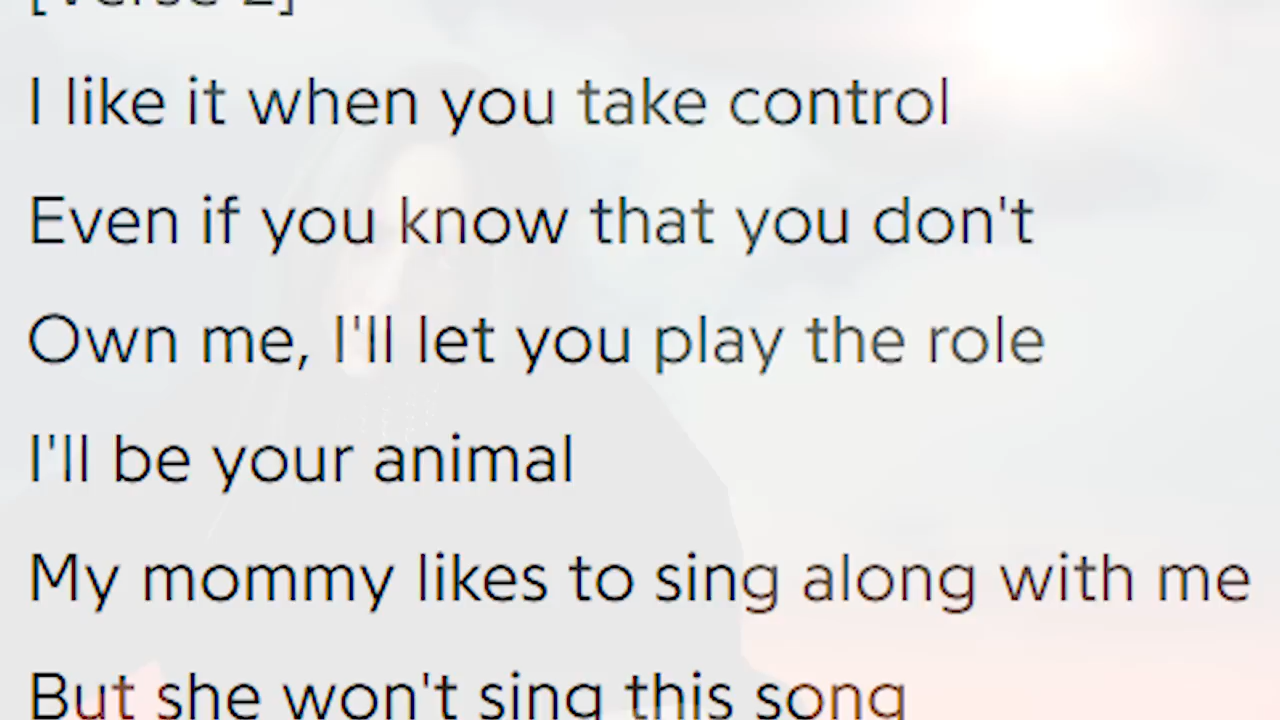 [Verse 2]
I like it when you take control
Even if you know that you don't
Own me, I'll let you play the role
I'll be your animal
My mommy likes to sing along with me
But she won't sing this song